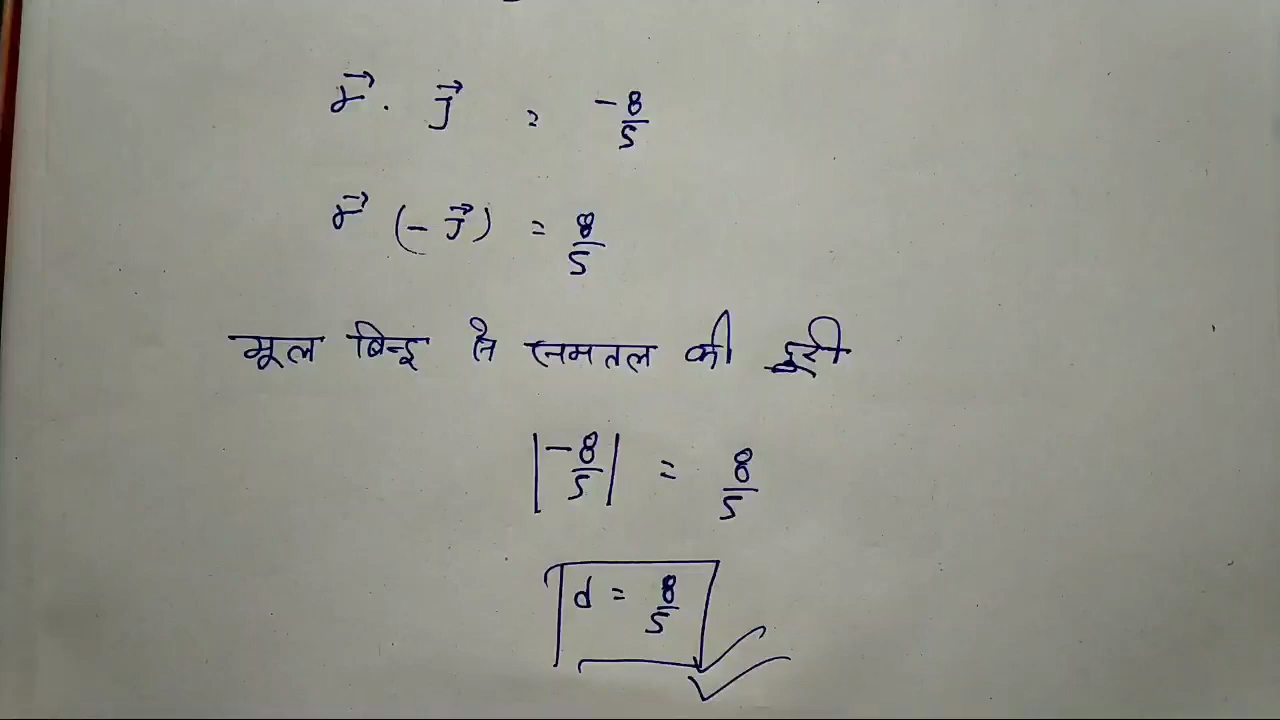 r⃗ . J⃗ = -8/5
r⃗ (- J⃗) = 8/5
मूल बिन्दु से समतल की दूरी
|-8/5| = 8/5
d = 8/5